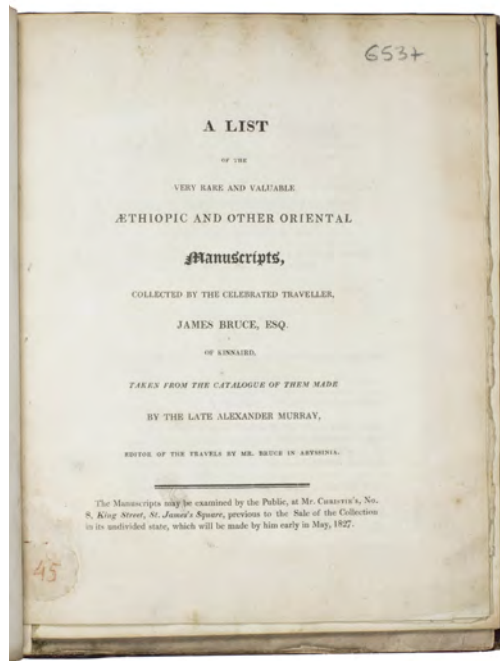 653+
A LIST
OF THE
VERY RARE AND VALUABLE
ÆTHIOPIC AND OTHER ORIENTAL
Manuscripts,
COLLECTED BY THE CELEBRATED TRAVELLER,
JAMES BRUCE, ESQ.
OF KINNAIRD,
TAKEN FROM THE CATALOGUE OF THEM MADE
BY THE LATE ALEXANDER MURRAY,
EDITOR OF THE TRAVELS BY MR. BRUCE IN ABYSSINIA.
The Manuscripts may be examined by the Public, at Mr. CHRISTIE'S, No.
8, King Street, St. James's Square, previous to the Sale of the Collection
in its undivided state, which will be made by him early in May, 1827.
45